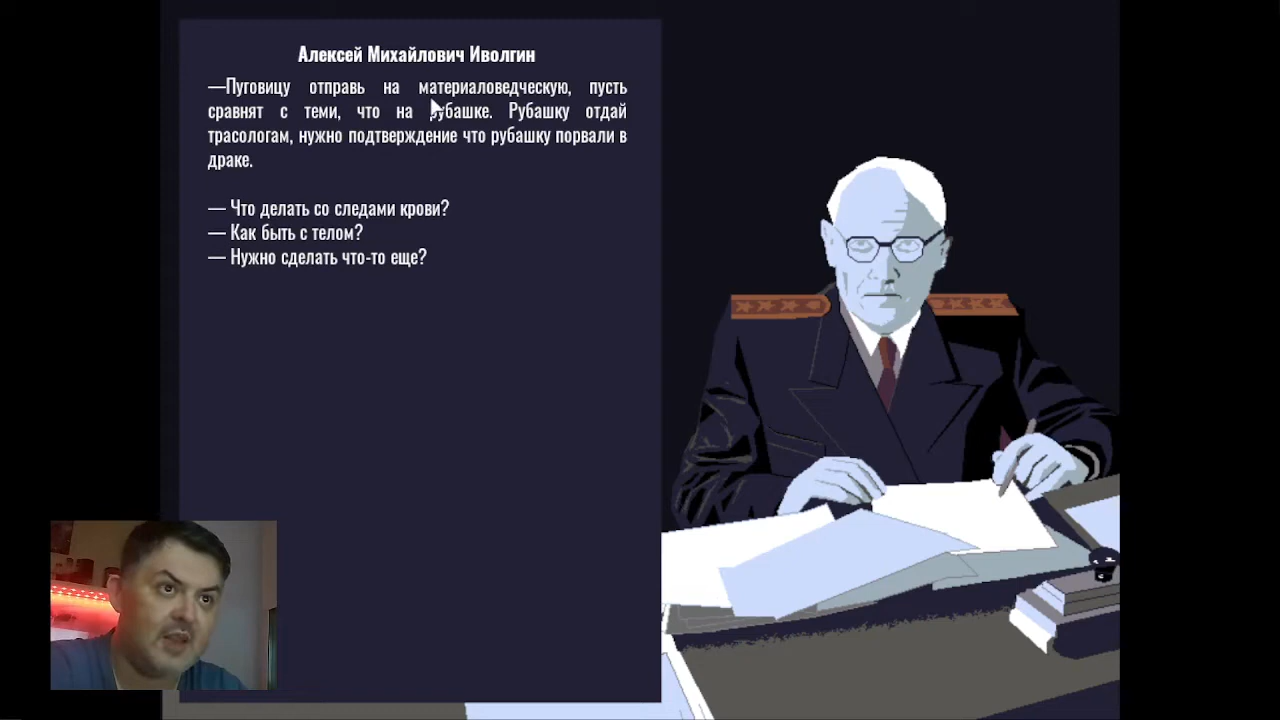 Алексей Михайлович Иволгин
—Пуговицу отправь на материаловедческую, пусть
сравнят с теми, что на рубашке. Рубашку отдай
трасологам, нужно подтверждение что рубашку порвали в
драке.
— Что делать со следами крови?
— Как быть с телом?
— Нужно сделать что-то еще?